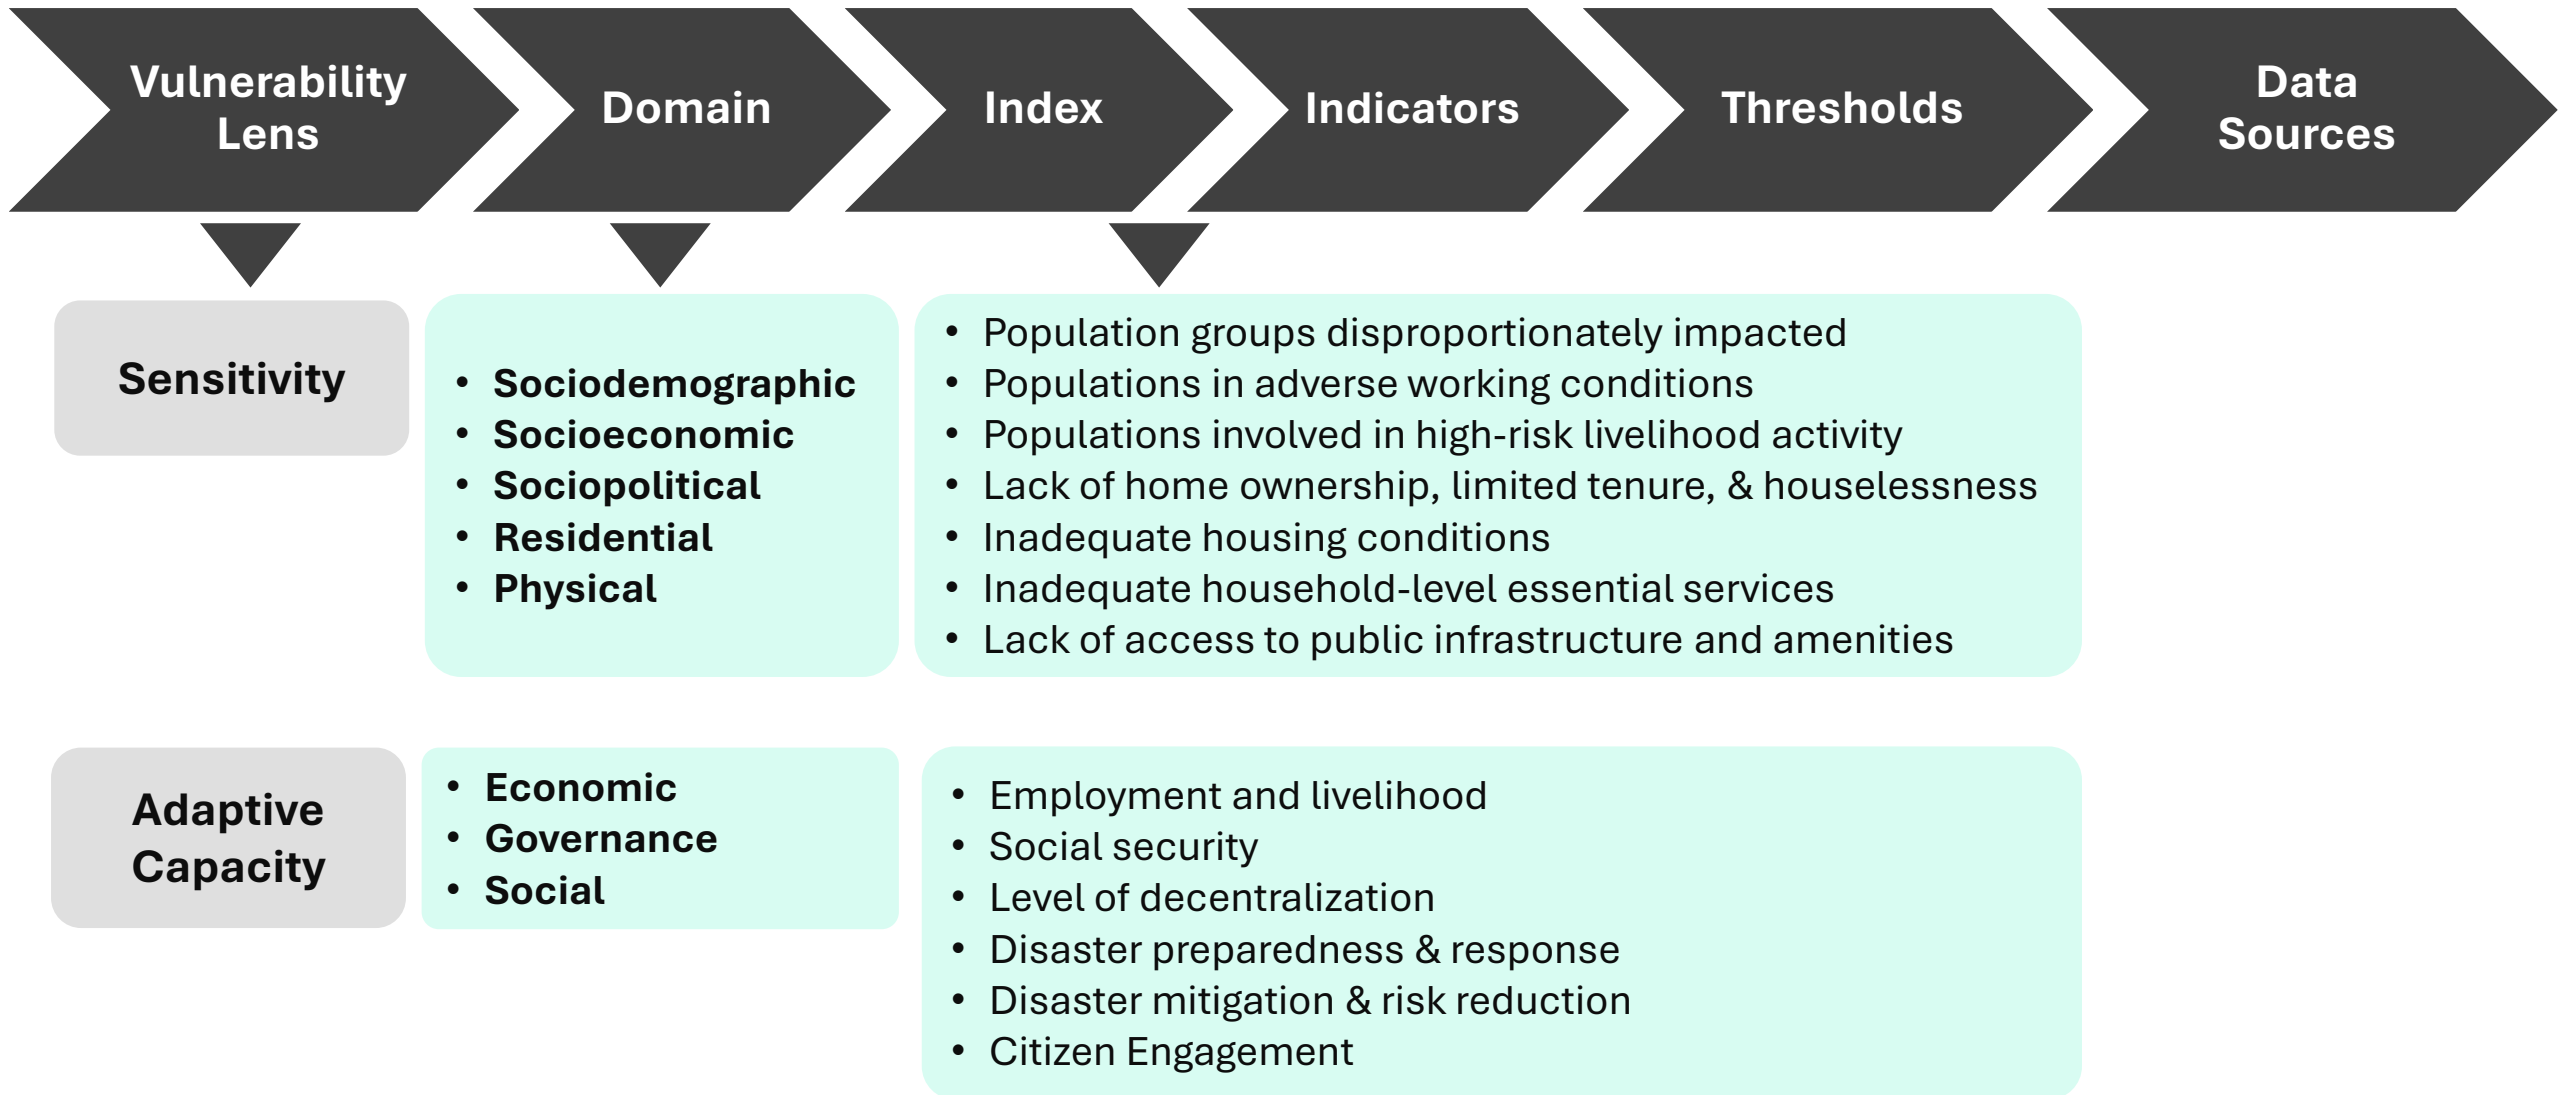 Vulnerability
Lens
Domain
Index
Indicators
Thresholds
Data
Sources
Sensitivity
• Sociodemographic
• Socioeconomic
• Sociopolitical
• Residential
• Physical
• Population groups disproportionately impacted
• Populations in adverse working conditions
• Populations involved in high-risk livelihood activity
• Lack of home ownership, limited tenure, & houselessness
• Inadequate housing conditions
• Inadequate household-level essential services
• Lack of access to public infrastructure and amenities
Adaptive
Capacity
• Economic
• Governance
• Social
• Employment and livelihood
• Social security
• Level of decentralization
• Disaster preparedness & response
• Disaster mitigation & risk reduction
• Citizen Engagement